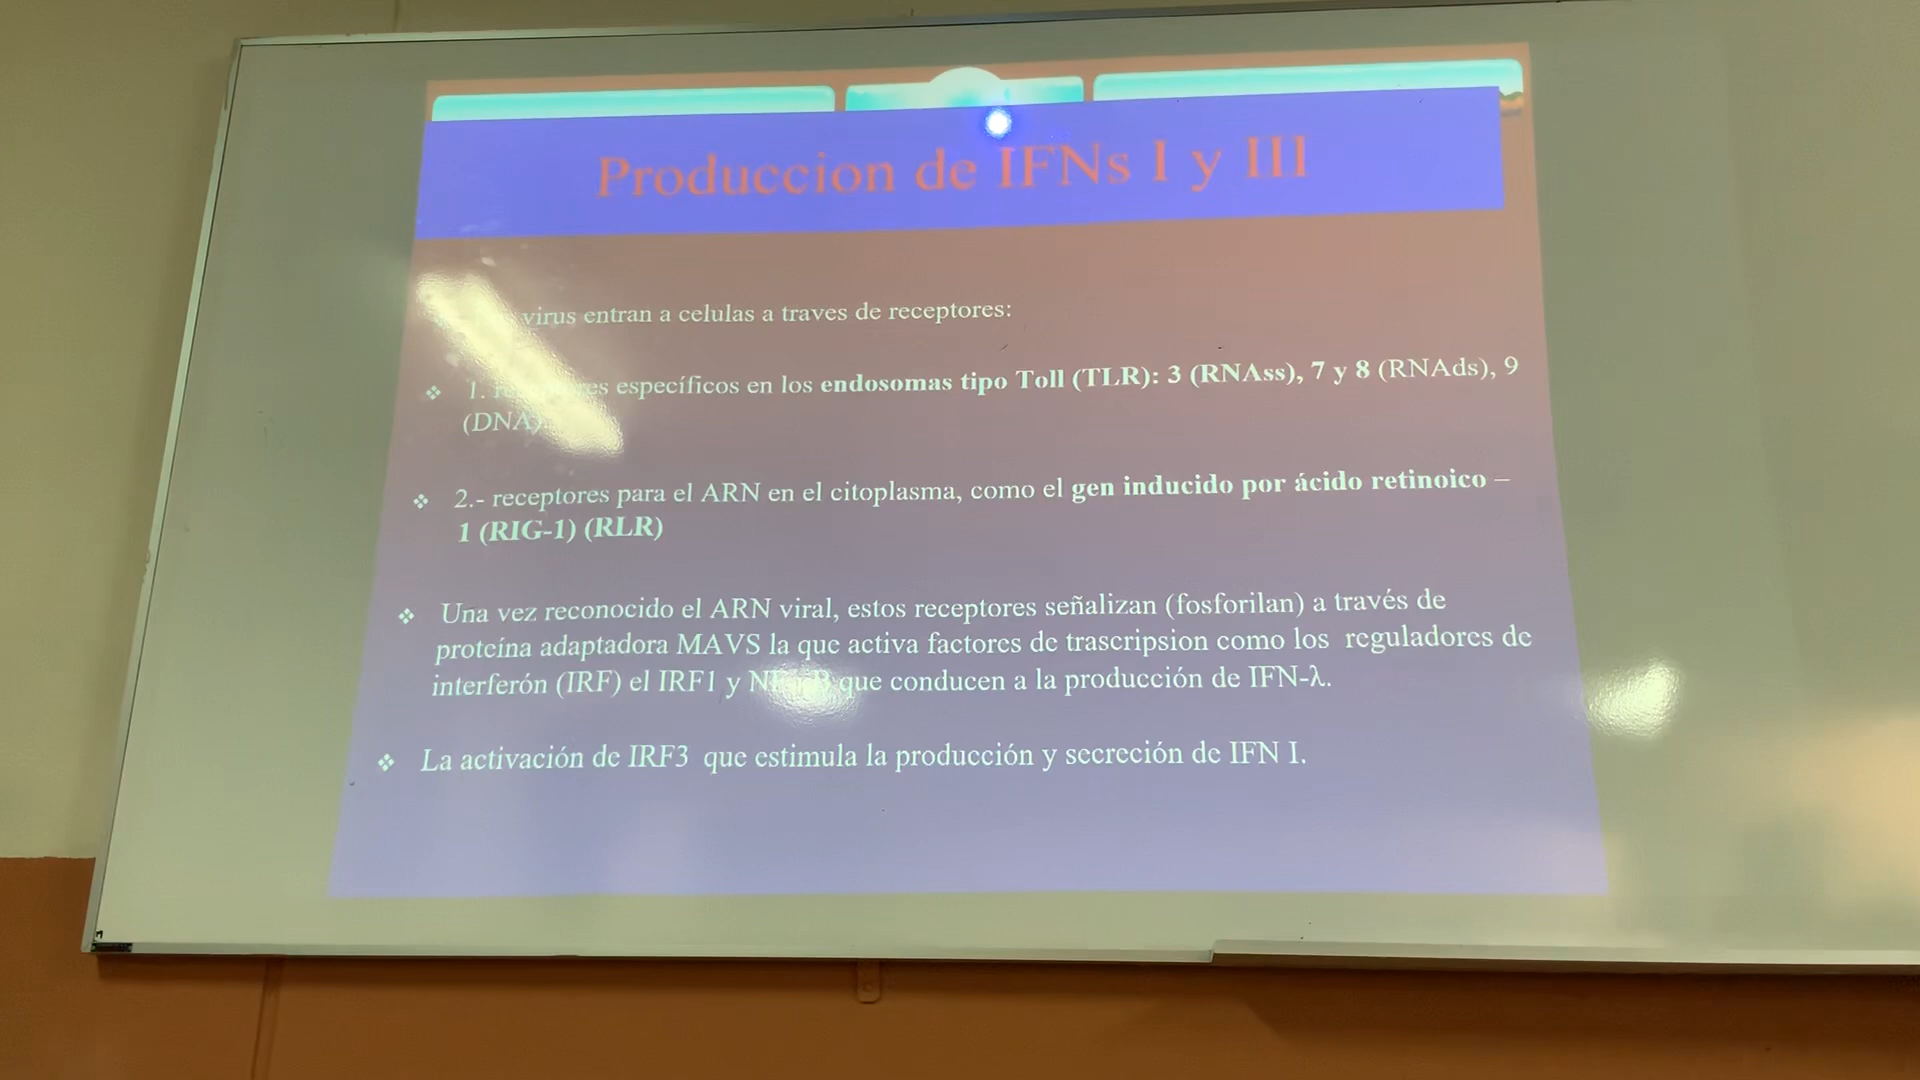 Produccion de IFNs I y III
virus entran a celulas a traves de receptores:
1. específicos en los endosomas tipo Toll (TLR): 3 (RNAss), 7 y 8 (RNAds), 9
(DNA)
2.- receptores para el ARN en el citoplasma, como el gen inducido por ácido retinoico –
1 (RIG-1) (RLR)
Una vez reconocido el ARN viral, estos receptores señalizan (fosforilan) a través de
proteína adaptadora MAVS la que activa factores de trascripsion como los reguladores de
interferón (IRF) el IRF1 y que conducen a la producción de IFN-λ.
La activación de IRF3 que estimula la producción y secreción de IFN I.